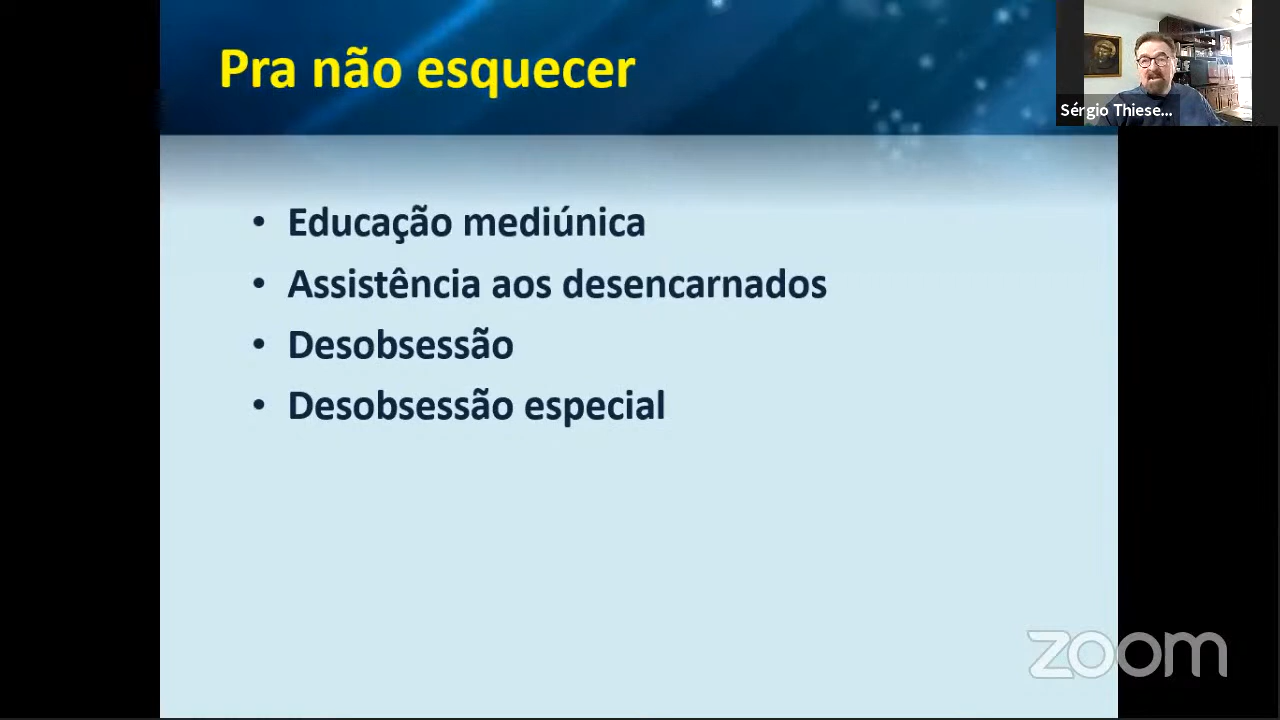 Pra não esquecer
Sérgio Thiese...
• Educação mediúnica
• Assistência aos desencarnados
• Desobsessão
• Desobsessão especial
zoom